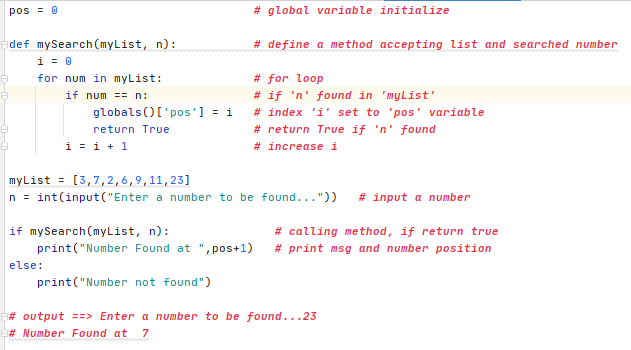 pos = 0                            # global variable initialize

def mySearch(myList, n):           # define a method accepting list and searched number
    i = 0
    for num in myList:             # for loop
        if num == n:               # if 'n' found in 'myList'
            globals()['pos'] = i   # index 'i' set to 'pos' variable
            return True            # return True if 'n' found
        i = i + 1                  # increase i

myList = [3,7,2,6,9,11,23]
n = int(input("Enter a number to be found..."))   # input a number

if mySearch(myList, n):               # calling method, if return true
    print("Number Found at ",pos+1)   # print msg and number position
else:
    print("Number not found")

# output ==> Enter a number to be found...23
# Number Found at  7